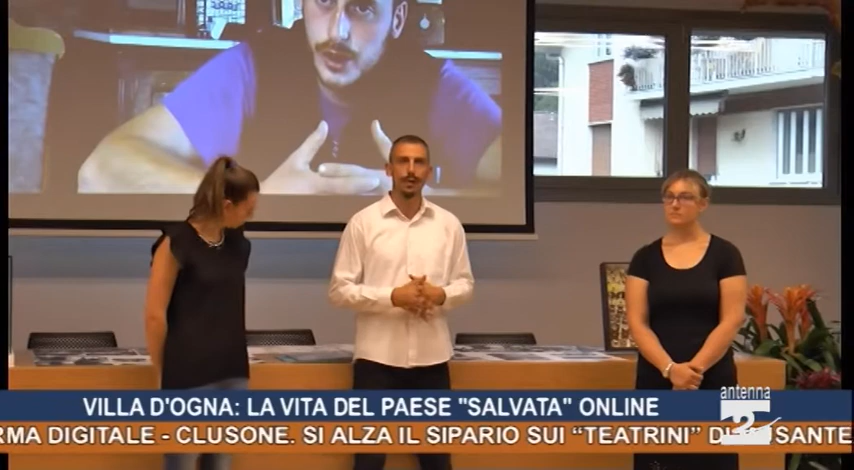 VILLA D'OGNA: LA VITA DEL PAESE "SALVATA" ONLINE
antenna
2
RMA DIGITALE - CLUSONE. SI ALZA IL SIPARIO SUI “TEATRINI” DI SANTE